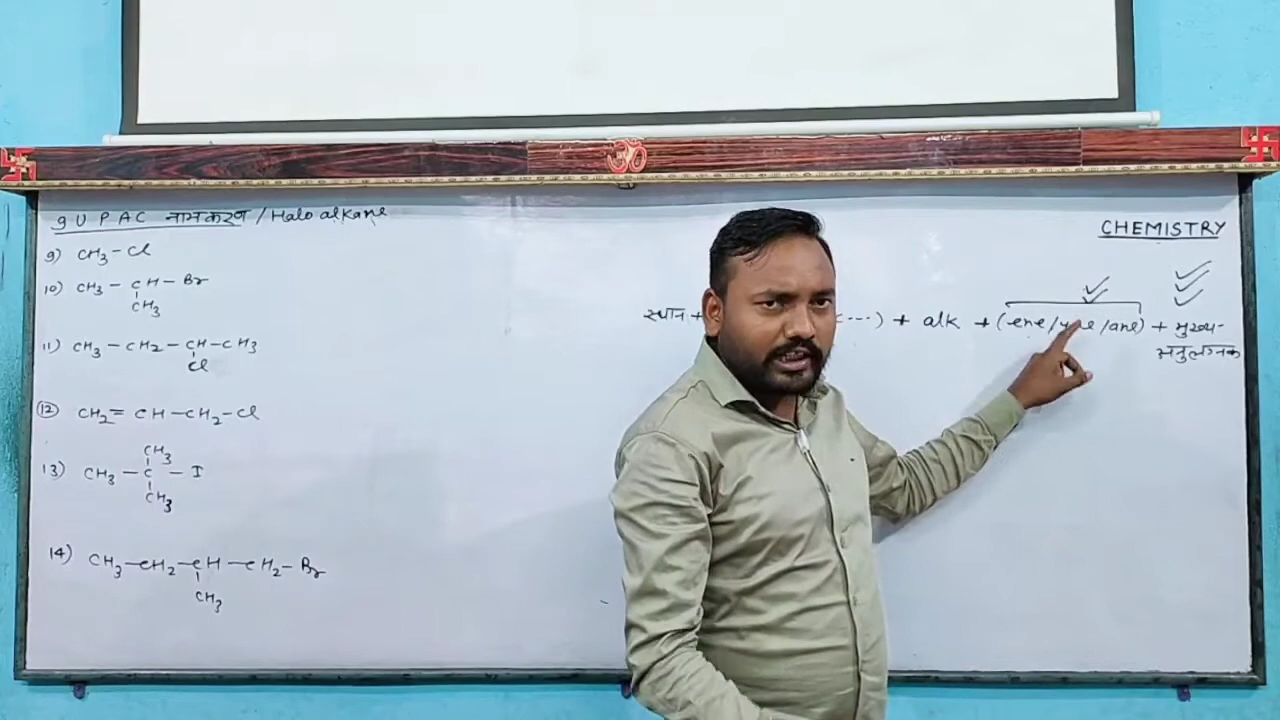 IUPAC नामकरण / Haloalkane
CHEMISTRY
9) CH₃–Cl
10) CH₃ – CH – Br
CH₃
11) CH₃ – CH₂ – CH – CH₃
Cl
⑫ CH₂ = CH – CH₂ – Cl
CH₃
13) CH₃ – C – I
CH₃
14) CH₃ – CH₂ – CH – CH₂ – Br
CH₃
स्थान + ...) + alk + (ene/yne/ane) + मुख्य-
अनुलग्नक
ॐ